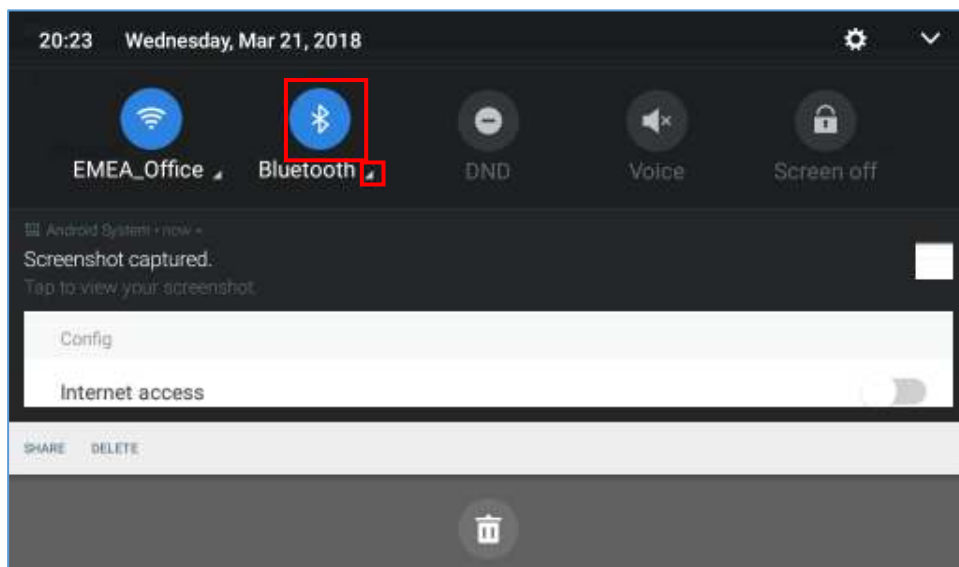 20:23 Wednesday, Mar 21, 2018
EMEA_Office Bluetooth DND Voice Screen off
Android System • now
Screenshot captured.
Tap to view your screenshot.
Config
Internet access
SHARE DELETE